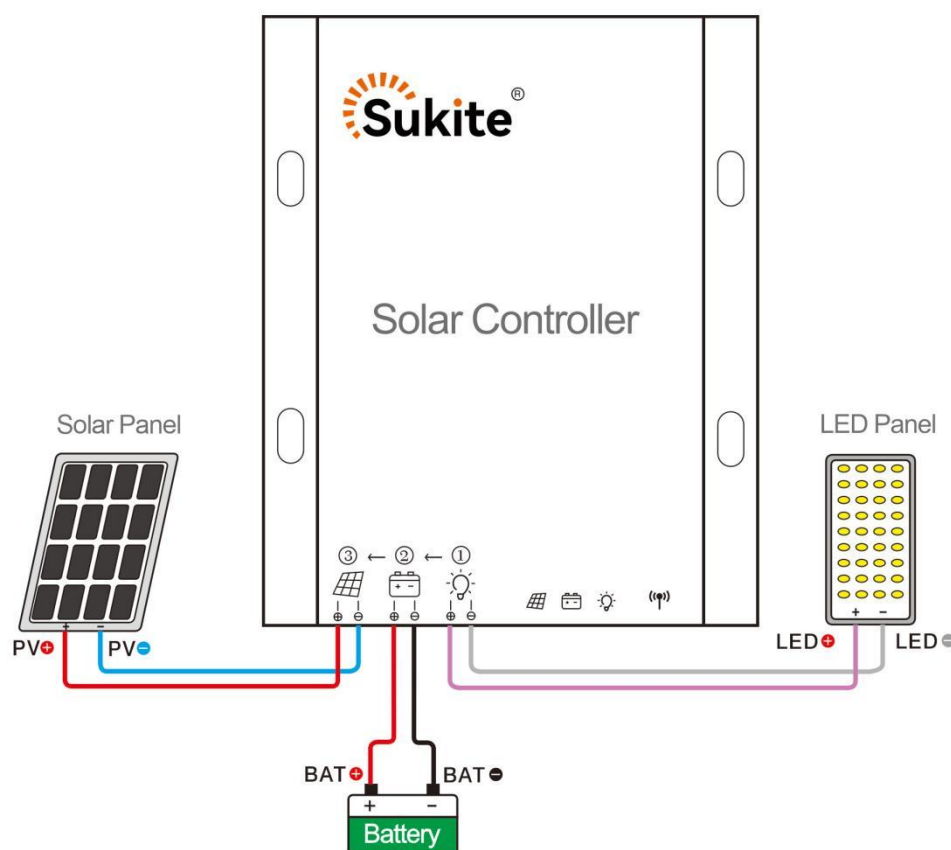 Sukite®
Solar Controller
Solar Panel
LED Panel
③ ← ② ← ①
+ −
⊕ ⊖ ⊕ ⊖ ⊕ ⊖
+ −
+ −
PV⊕ PV⊖
LED⊕ LED⊖
BAT⊕ BAT⊖
+ −
Battery